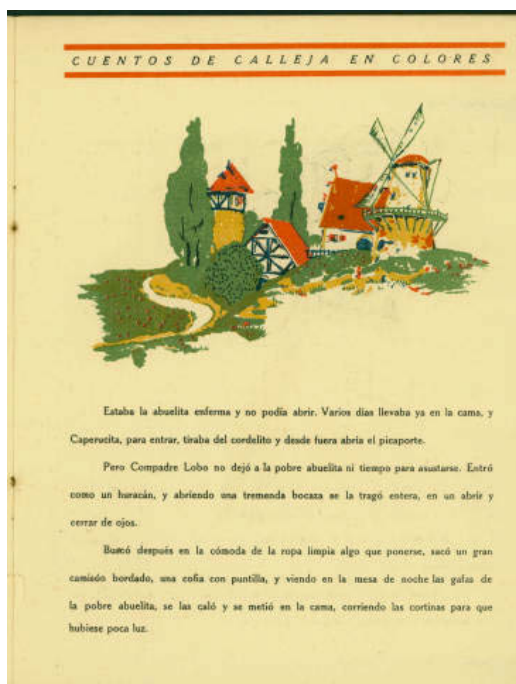 CUENTOS DE CALLEJA EN COLORES
Estaba la abuelita enferma y no podía abrir. Varios días llevaba ya en la cama, y
Caperucita, para entrar, tiraba del cordelito y desde fuera abría el picaporte.
Pero Compadre Lobo no dejó a la pobre abuelita ni tiempo para asustarse. Entró
como un huracán, y abriendo una tremenda bocaza se la tragó entera, en un abrir y
cerrar de ojos.
Buscó después en la cómoda de la ropa limpia algo que ponerse, sacó un gran
camisón bordado, una cofia con puntilla, y viendo en la mesa de noche las gafas de
la pobre abuelita, se las caló y se metió en la cama, corriendo las cortinas para que
hubiese poca luz.